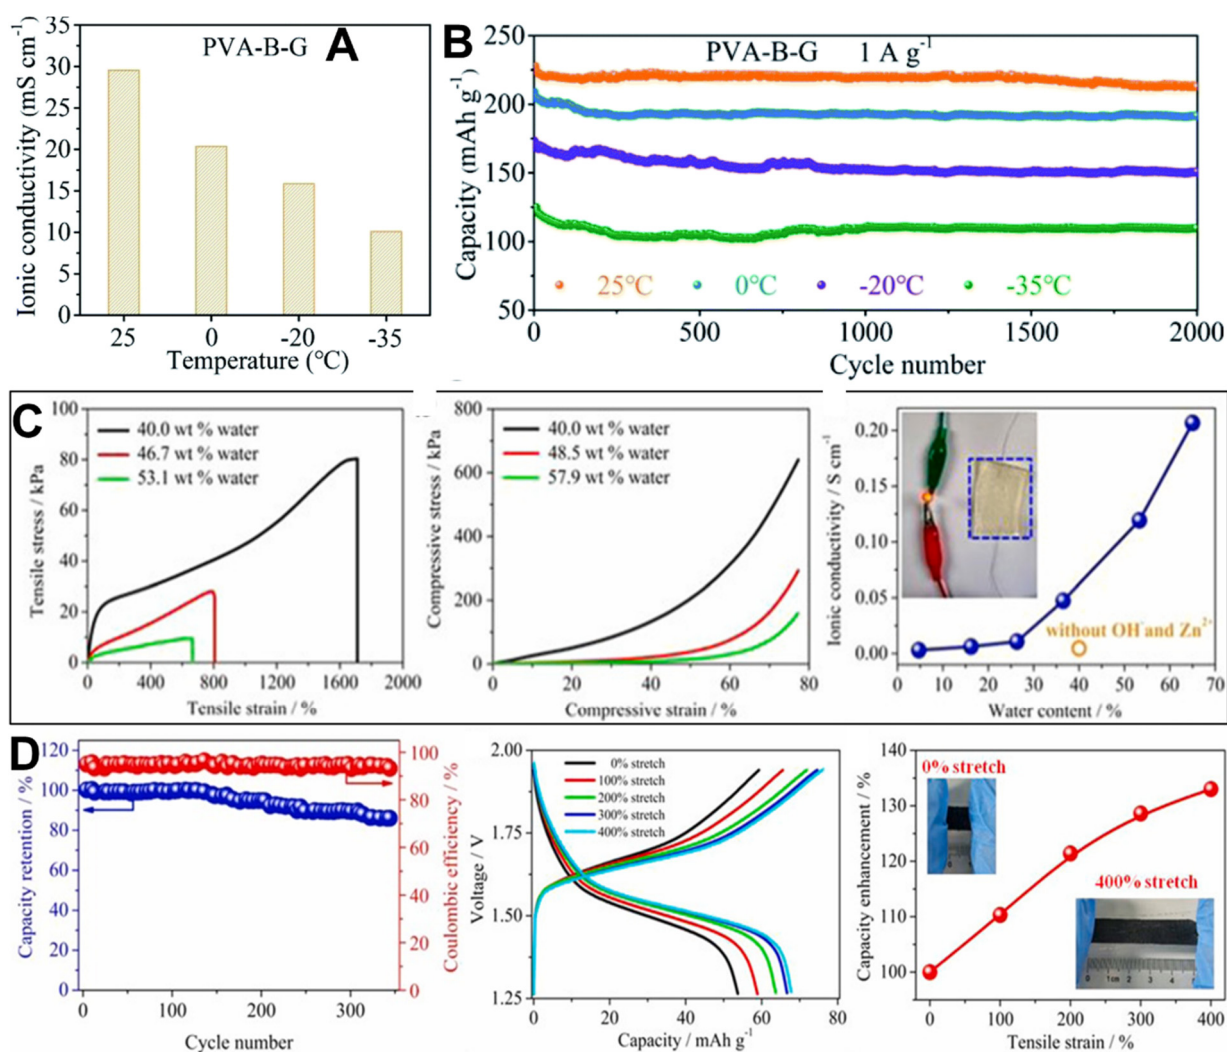 A
PVA-B-G
Ionic conductivity (mS cm⁻¹)
35
30
25
20
15
10
5
0
25
0
-20
-35
Temperature (℃)
B
PVA-B-G 1 A g⁻¹
Capacity (mAh g⁻¹)
250
200
150
100
50
25℃
0℃
-20℃
-35℃
0
500
1000
1500
2000
Cycle number
C
Tensile stress / kPa
100
80
60
40
20
0
40.0 wt % water
46.7 wt % water
53.1 wt % water
0
400
800
1200
1600
2000
Tensile strain / %
Compressive stress / kPa
800
600
400
200
0
40.0 wt % water
48.5 wt % water
57.9 wt % water
0
20
40
60
80
Compressive strain / %
Ionic conductivity / S cm⁻¹
0.20
0.15
0.10
0.05
0.00
without OH⁻ and Zn²⁺
0
10
20
30
40
50
60
70
Water content / %
D
Capacity retention / %
120
100
80
60
40
20
0
100
80
60
40
20
0
Coulombic efficiency / %
0
100
200
300
Cycle number
Voltage / V
2.00
1.75
1.50
1.25
0% stretch
100% stretch
200% stretch
300% stretch
400% stretch
0
20
40
60
80
Capacity / mAh g⁻¹
Capacity enhancement / %
140
130
120
110
100
0% stretch
400% stretch
0 1cm 2 3 4
0
100
200
300
400
Tensile strain / %